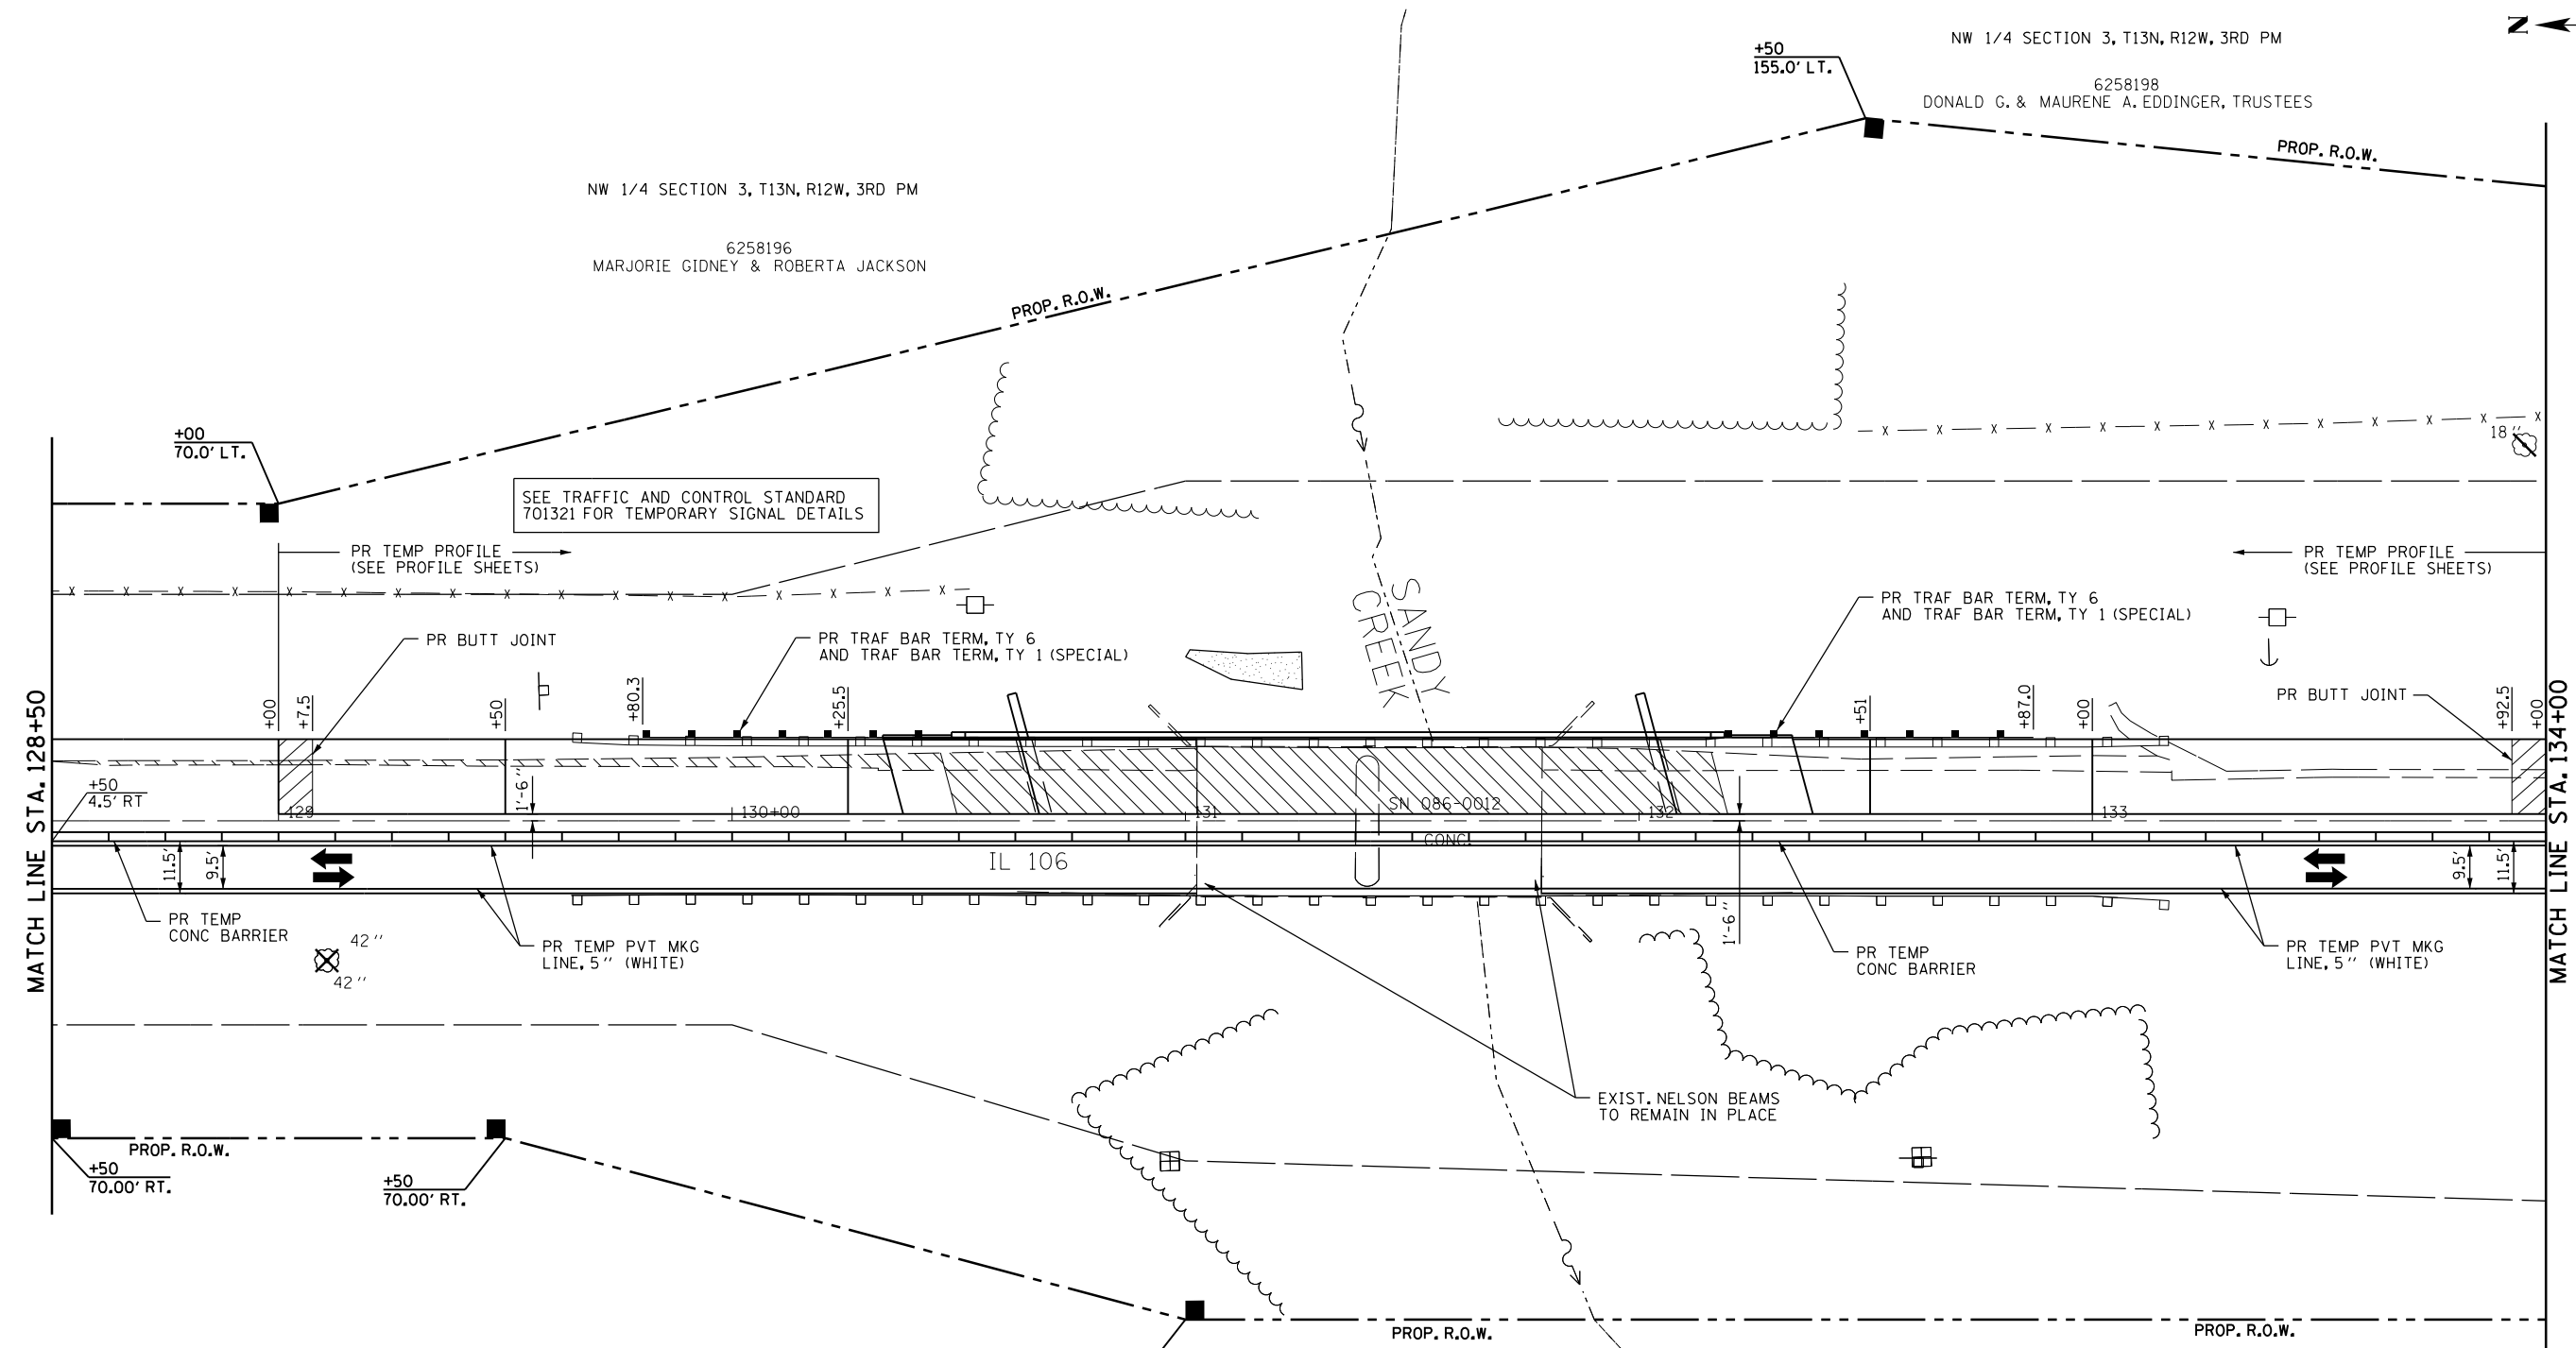 N
NW 1/4 SECTION 3, T13N, R12W, 3RD PM
+50
155.0' LT.
6258198
DONALD G. & MAURENE A. EDDINGER, TRUSTEES
PROP. R.O.W.
NW 1/4 SECTION 3, T13N, R12W, 3RD PM
6258196
MARJORIE GIDNEY & ROBERTA JACKSON
PROP. R.O.W.
+00
70.0' LT.
18"
SEE TRAFFIC AND CONTROL STANDARD
701321 FOR TEMPORARY SIGNAL DETAILS
PR TEMP PROFILE
(SEE PROFILE SHEETS)
PR TEMP PROFILE
(SEE PROFILE SHEETS)
SANDY
CREEK
PR TRAF BAR TERM, TY 6
AND TRAF BAR TERM, TY 1 (SPECIAL)
PR BUTT JOINT
PR TRAF BAR TERM, TY 6
AND TRAF BAR TERM, TY 1 (SPECIAL)
PR BUTT JOINT
+00
+7.5
+50
+80.3
+25.5
+51
+87.0
+00
+92.5
+00
MATCH LINE STA. 128+50
MATCH LINE STA. 134+00
+50
4.5' RT
1'-6"
129
130+00
131
SN 086-0012
132
133
CONC.
IL 106
11.5'
9.5'
9.5'
11.5'
1'-6"
PR TEMP
CONC BARRIER
42"
42"
PR TEMP PVT MKG
LINE, 5" (WHITE)
PR TEMP
CONC BARRIER
PR TEMP PVT MKG
LINE, 5" (WHITE)
EXIST. NELSON BEAMS
TO REMAIN IN PLACE
PROP. R.O.W.
+50
70.00' RT.
+50
70.00' RT.
PROP. R.O.W.
PROP. R.O.W.